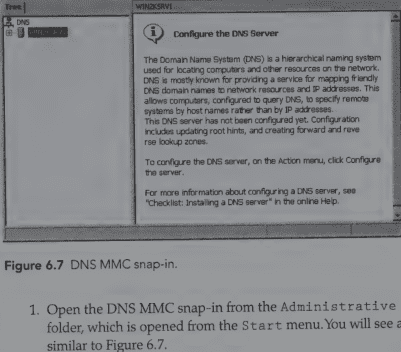 Tree
WIN2KSRV1
DNS
Configure the DNS Server
The Domain Name System (DNS) is a hierarchical naming system
used for locating computers and other resources on the network.
DNS is mostly known for providing a service for mapping friendly
DNS domain names to network resources and IP addresses. This
allows computers, configured to query DNS, to specify remote
systems by host names rather than by IP addresses.
This DNS server has not been configured yet. Configuration
includes updating root hints, and creating forward and reve
rse lookup zones.
To configure the DNS server, on the Action menu, click Configure
the server.
For more information about configuring a DNS server, see
"Checklist: Installing a DNS server" in the online Help.
Figure 6.7 DNS MMC snap-in.
1. Open the DNS MMC snap-in from the Administrative
folder, which is opened from the Start menu. You will see a
similar to Figure 6.7.